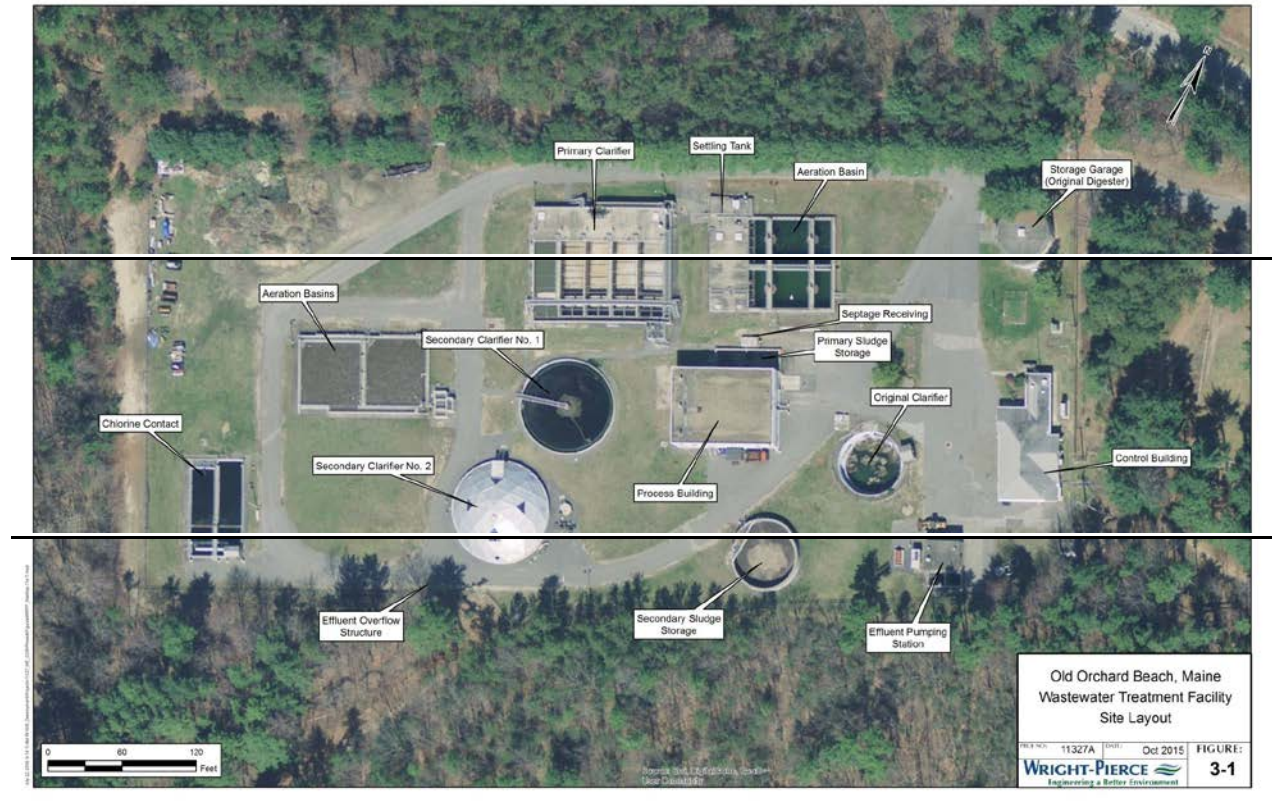 N
Primary Clarifier
Settling Tank
Aeration Basin
Storage Garage
(Original Digester)
Aeration Basins
Septage Receiving
Secondary Clarifier No. 1
Primary Sludge
Storage
Original Clarifier
Chlorine Contact
Secondary Clarifier No. 2
Control Building
Process Building
Effluent Overflow
Structure
Secondary Sludge
Storage
Effluent Pumping
Station
Old Orchard Beach, Maine
Wastewater Treatment Facility
Site Layout
PROJ NO: 11327A DATE: Oct 2015 FIGURE:
WRIGHT-PIERCE 3-1
Engineering a Better Environment
0 60 120
Feet